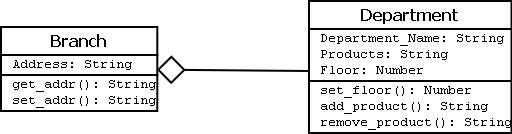 Branch
Address: String
get_addr(): String
set_addr(): String
Department
Department_Name: String
Products: String
Floor: Number
set_floor(): Number
add_product(): String
remove_product(): String